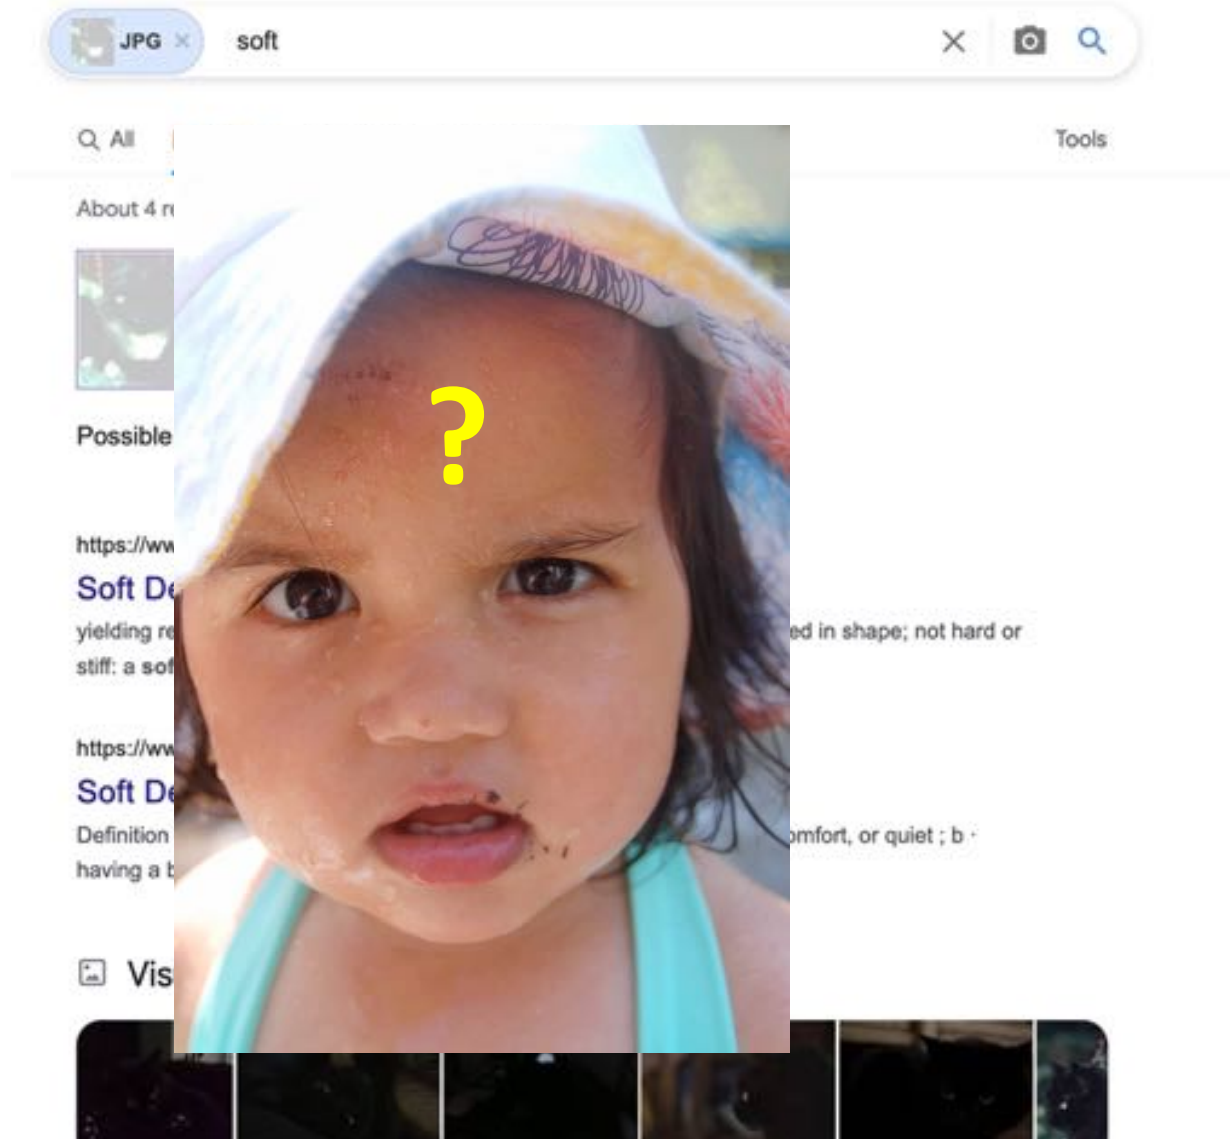 JPG × soft
All
Tools
About 4 re
?
Possible
https://ww
Soft De
yielding re
ed in shape; not hard or
stiff: a sof
https://ww
Soft De
Definition
omfort, or quiet ; b ·
having a b
Vis